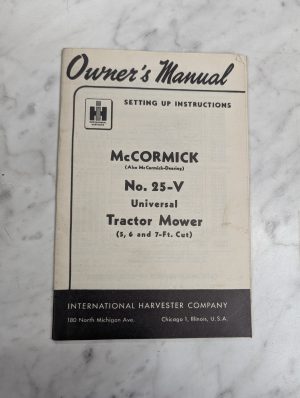 Owner's Manual
SETTING UP INSTRUCTIONS
IH
McCORMICK
(Also McCormick-Deering)
No. 25-V
Universal
Tractor Mower
(5, 6 and 7-Ft. Cut)
INTERNATIONAL HARVESTER COMPANY
180 North Michigan Ave. Chicago 1, Illinois, U.S.A.